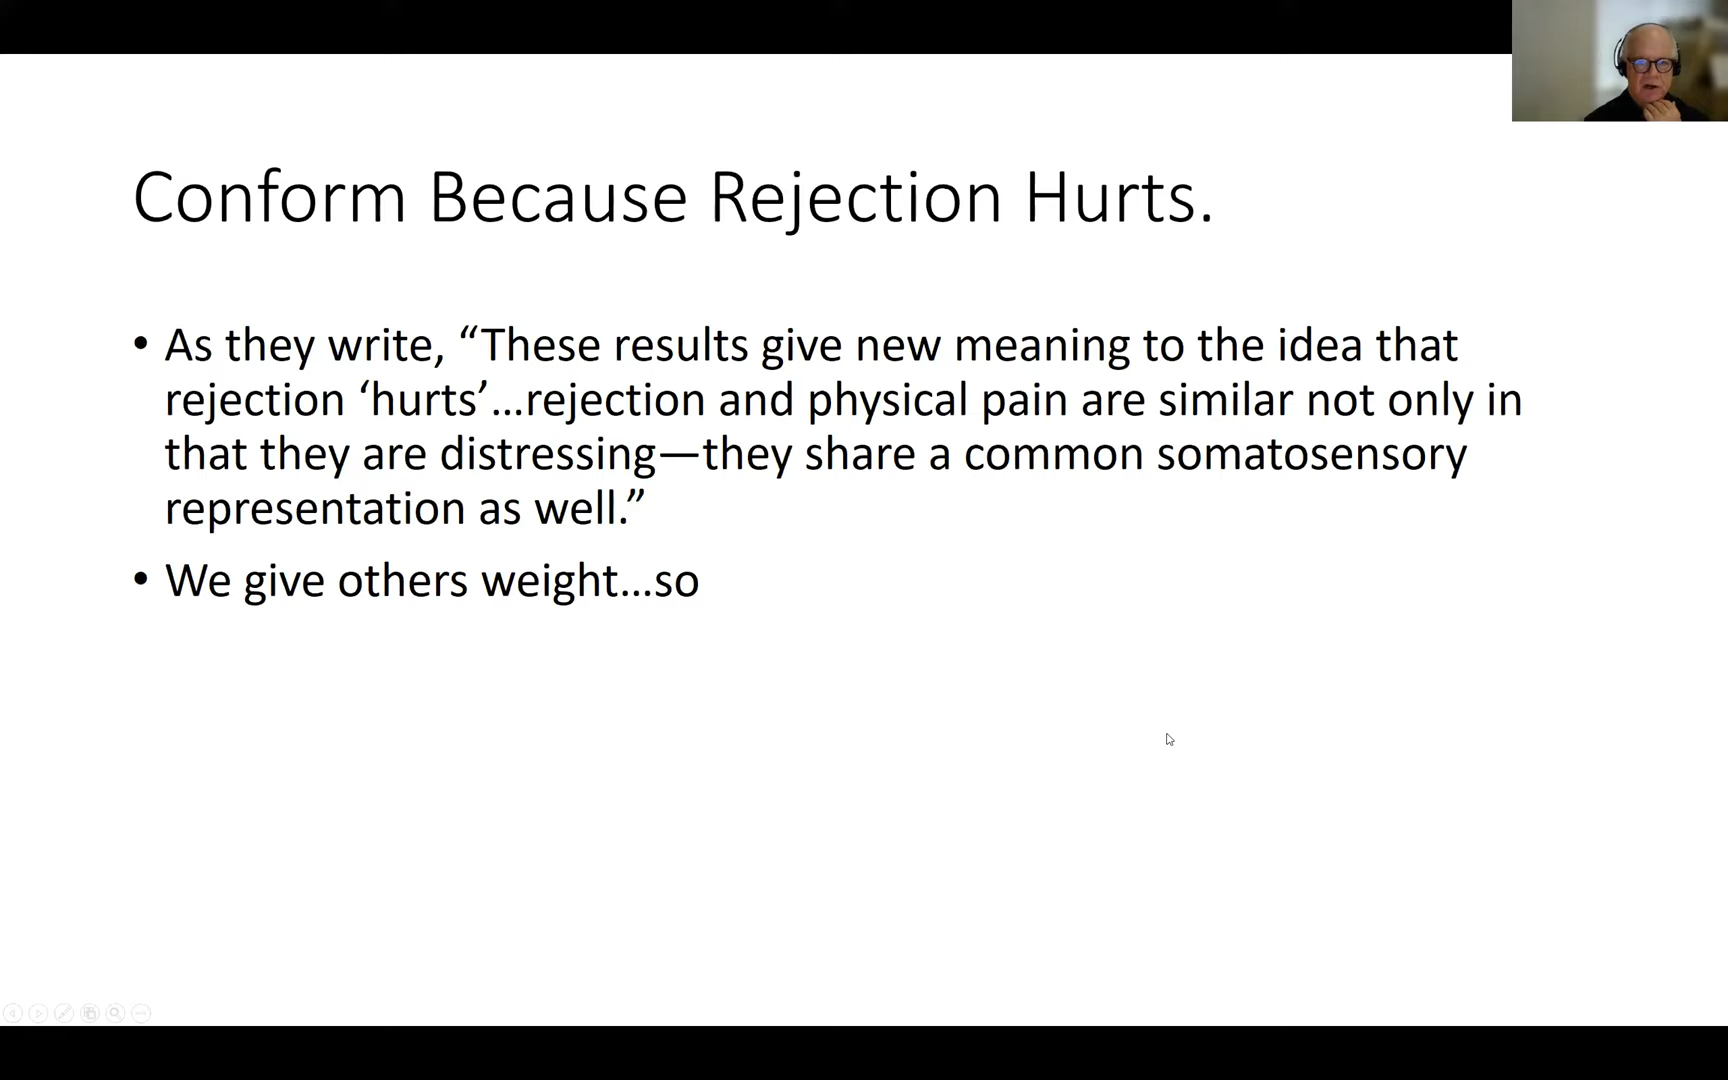 Conform Because Rejection Hurts.
• As they write, “These results give new meaning to the idea that
rejection ‘hurts’…rejection and physical pain are similar not only in
that they are distressing—they share a common somatosensory
representation as well.”
• We give others weight…so